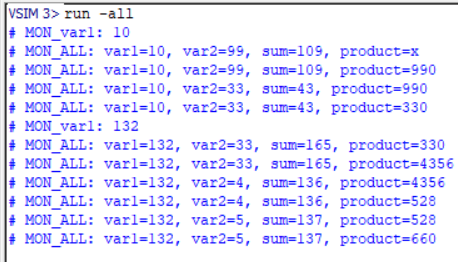 VSIM 3> run -all
# MON_var1: 10
# MON_ALL: var1=10, var2=99, sum=109, product=x
# MON_ALL: var1=10, var2=99, sum=109, product=990
# MON_ALL: var1=10, var2=33, sum=43, product=990
# MON_ALL: var1=10, var2=33, sum=43, product=330
# MON_var1: 132
# MON_ALL: var1=132, var2=33, sum=165, product=330
# MON_ALL: var1=132, var2=33, sum=165, product=4356
# MON_ALL: var1=132, var2=4, sum=136, product=4356
# MON_ALL: var1=132, var2=4, sum=136, product=528
# MON_ALL: var1=132, var2=5, sum=137, product=528
# MON_ALL: var1=132, var2=5, sum=137, product=660